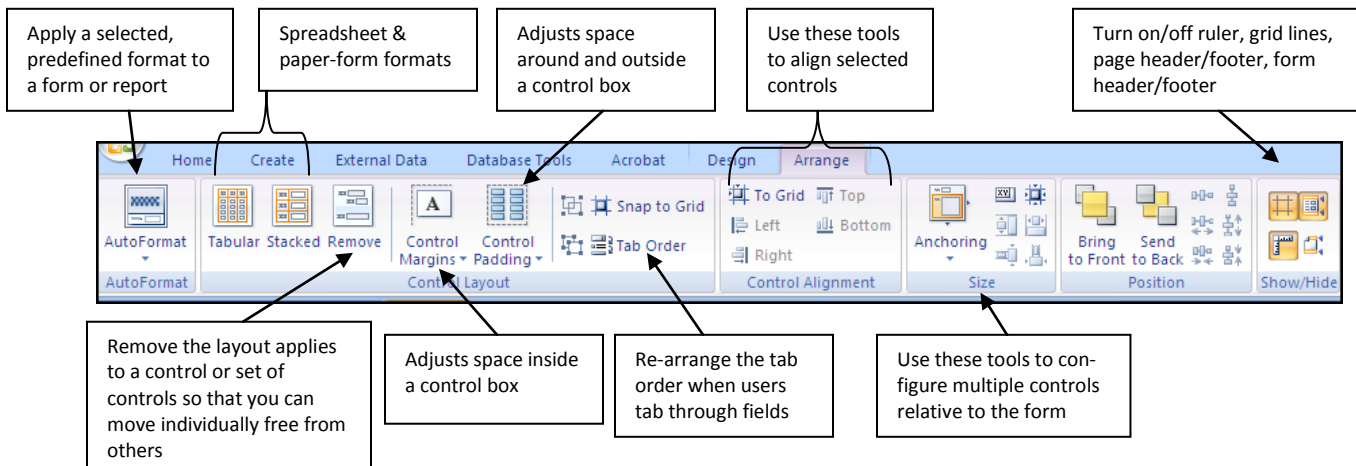 Apply a selected,
predefined format to
a form or report
Spreadsheet &
paper-form formats
Adjusts space
around and outside
a control box
Use these tools
to align selected
controls
Turn on/off ruler, grid lines,
page header/footer, form
header/footer
Home Create External Data Database Tools Acrobat Design Arrange
AutoFormat
Tabular Stacked Remove
A
Control Margins
Control Padding
Snap to Grid
Tab Order
To Grid Top
Left Bottom
Right
Anchoring
Bring to Front
Send to Back
AutoFormat Control Layout Control Alignment Size Position Show/Hide
Remove the layout applies
to a control or set of
controls so that you can
move individually free from
others
Adjusts space inside
a control box
Re-arrange the tab
order when users
tab through fields
Use these tools to con-
figure multiple controls
relative to the form